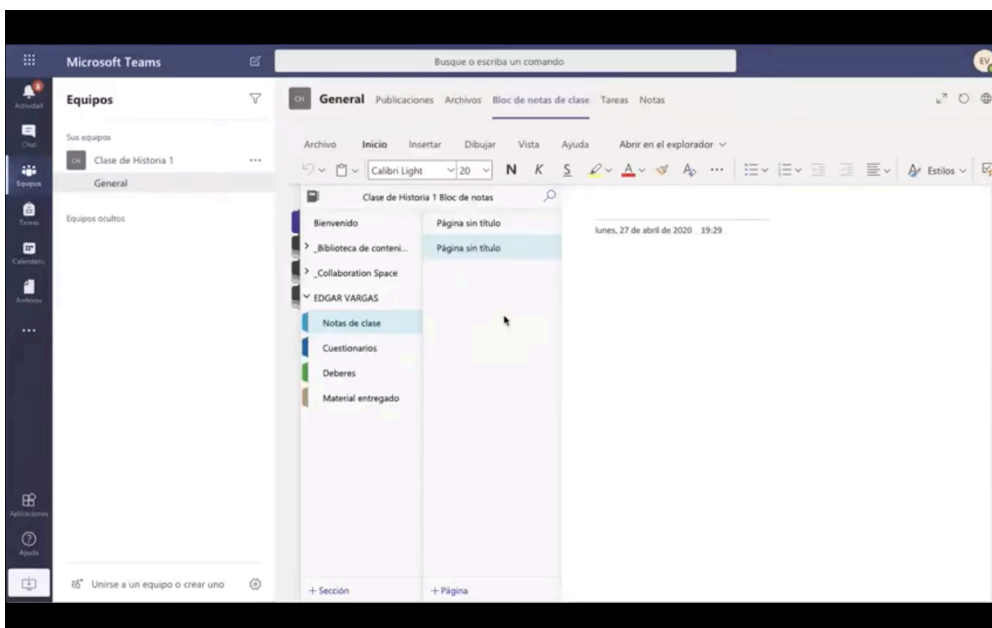 Microsoft Teams
Busque o escriba un comando
EV
Actividad
Chat
Equipos
Tareas
Calendario
Archivos
Aplicaciones
Ayuda
Equipos
Sus equipos
CH Clase de Historia 1
General
Equipos ocultos
Unirse a un equipo o crear uno
CH General Publicaciones Archivos Bloc de notas de clase Tareas Notas
Archivo Inicio Insertar Dibujar Vista Ayuda Abrir en el explorador
Calibri Light 20 N K S A Estilos
Clase de Historia 1 Bloc de notas
Bienvenido
_Biblioteca de conteni...
_Collaboration Space
EDGAR VARGAS
Notas de clase
Cuestionarios
Deberes
Material entregado
+ Sección
Página sin título
Página sin título
+ Página
lunes, 27 de abril de 2020 19:29